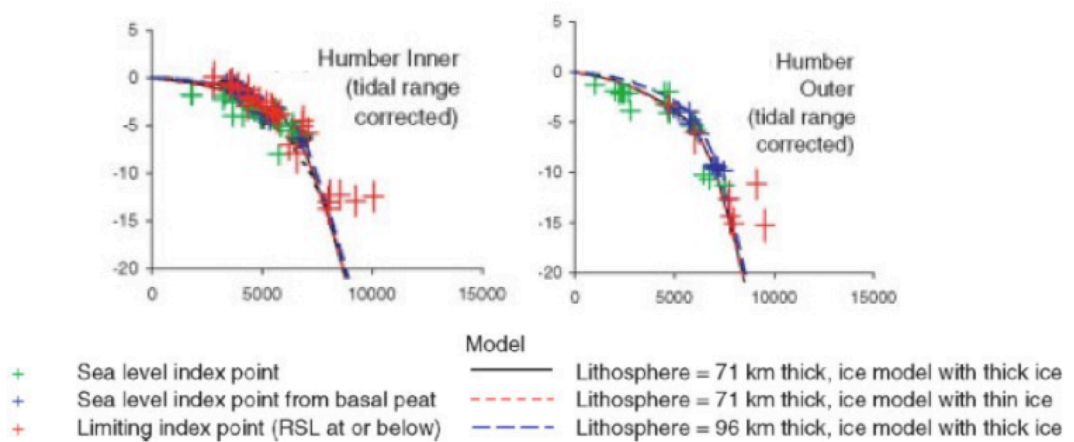 5
0
-5
-10
-15
-20
0 5000 10000 15000
Humber Inner
(tidal range
corrected)
5
0
-5
-10
-15
-20
0 5000 10000 15000
Humber
Outer
(tidal range
corrected)
Model
+ Sea level index point
+ Sea level index point from basal peat
+ Limiting index point (RSL at or below)
Lithosphere = 71 km thick, ice model with thick ice
Lithosphere = 71 km thick, ice model with thin ice
Lithosphere = 96 km thick, ice model with thick ice